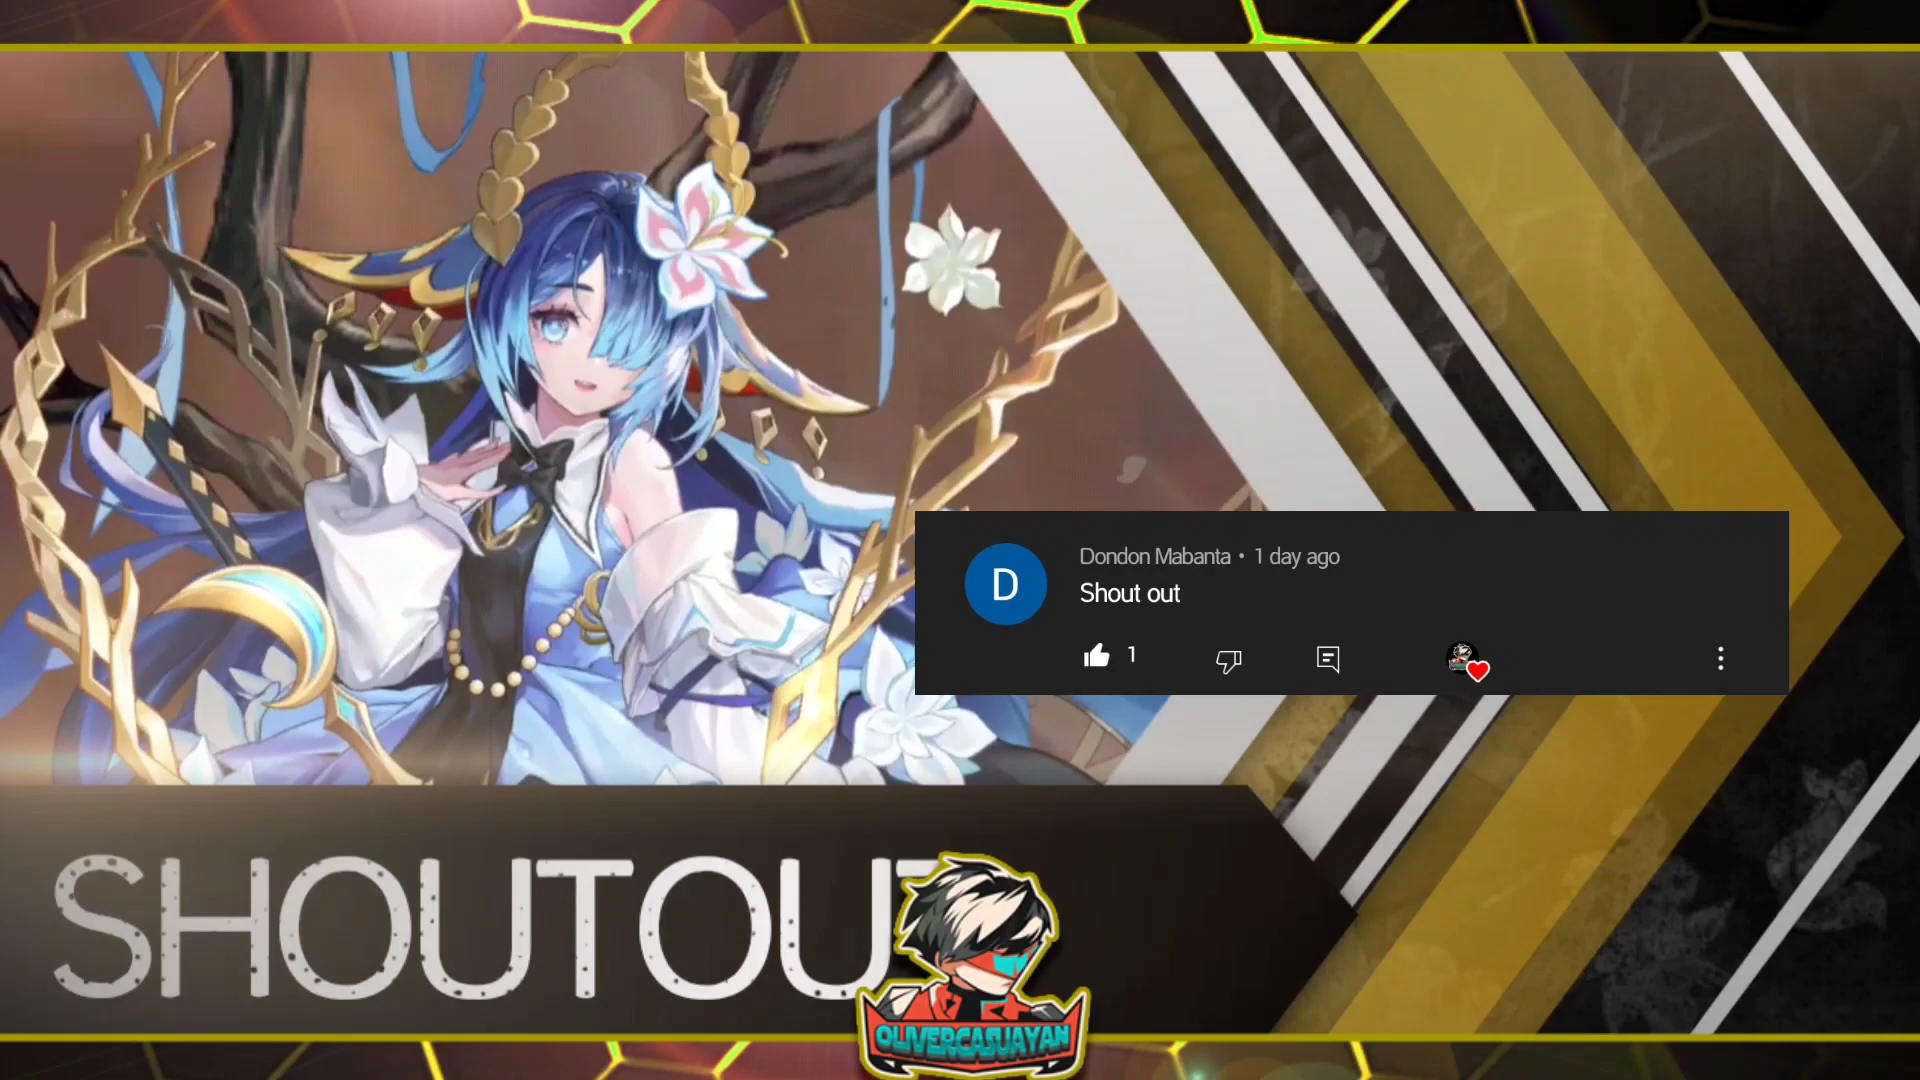 Dondon Mabanta • 1 day ago
D
Shout out
1
SHOUTOUT
OLIVERCASUAYAN